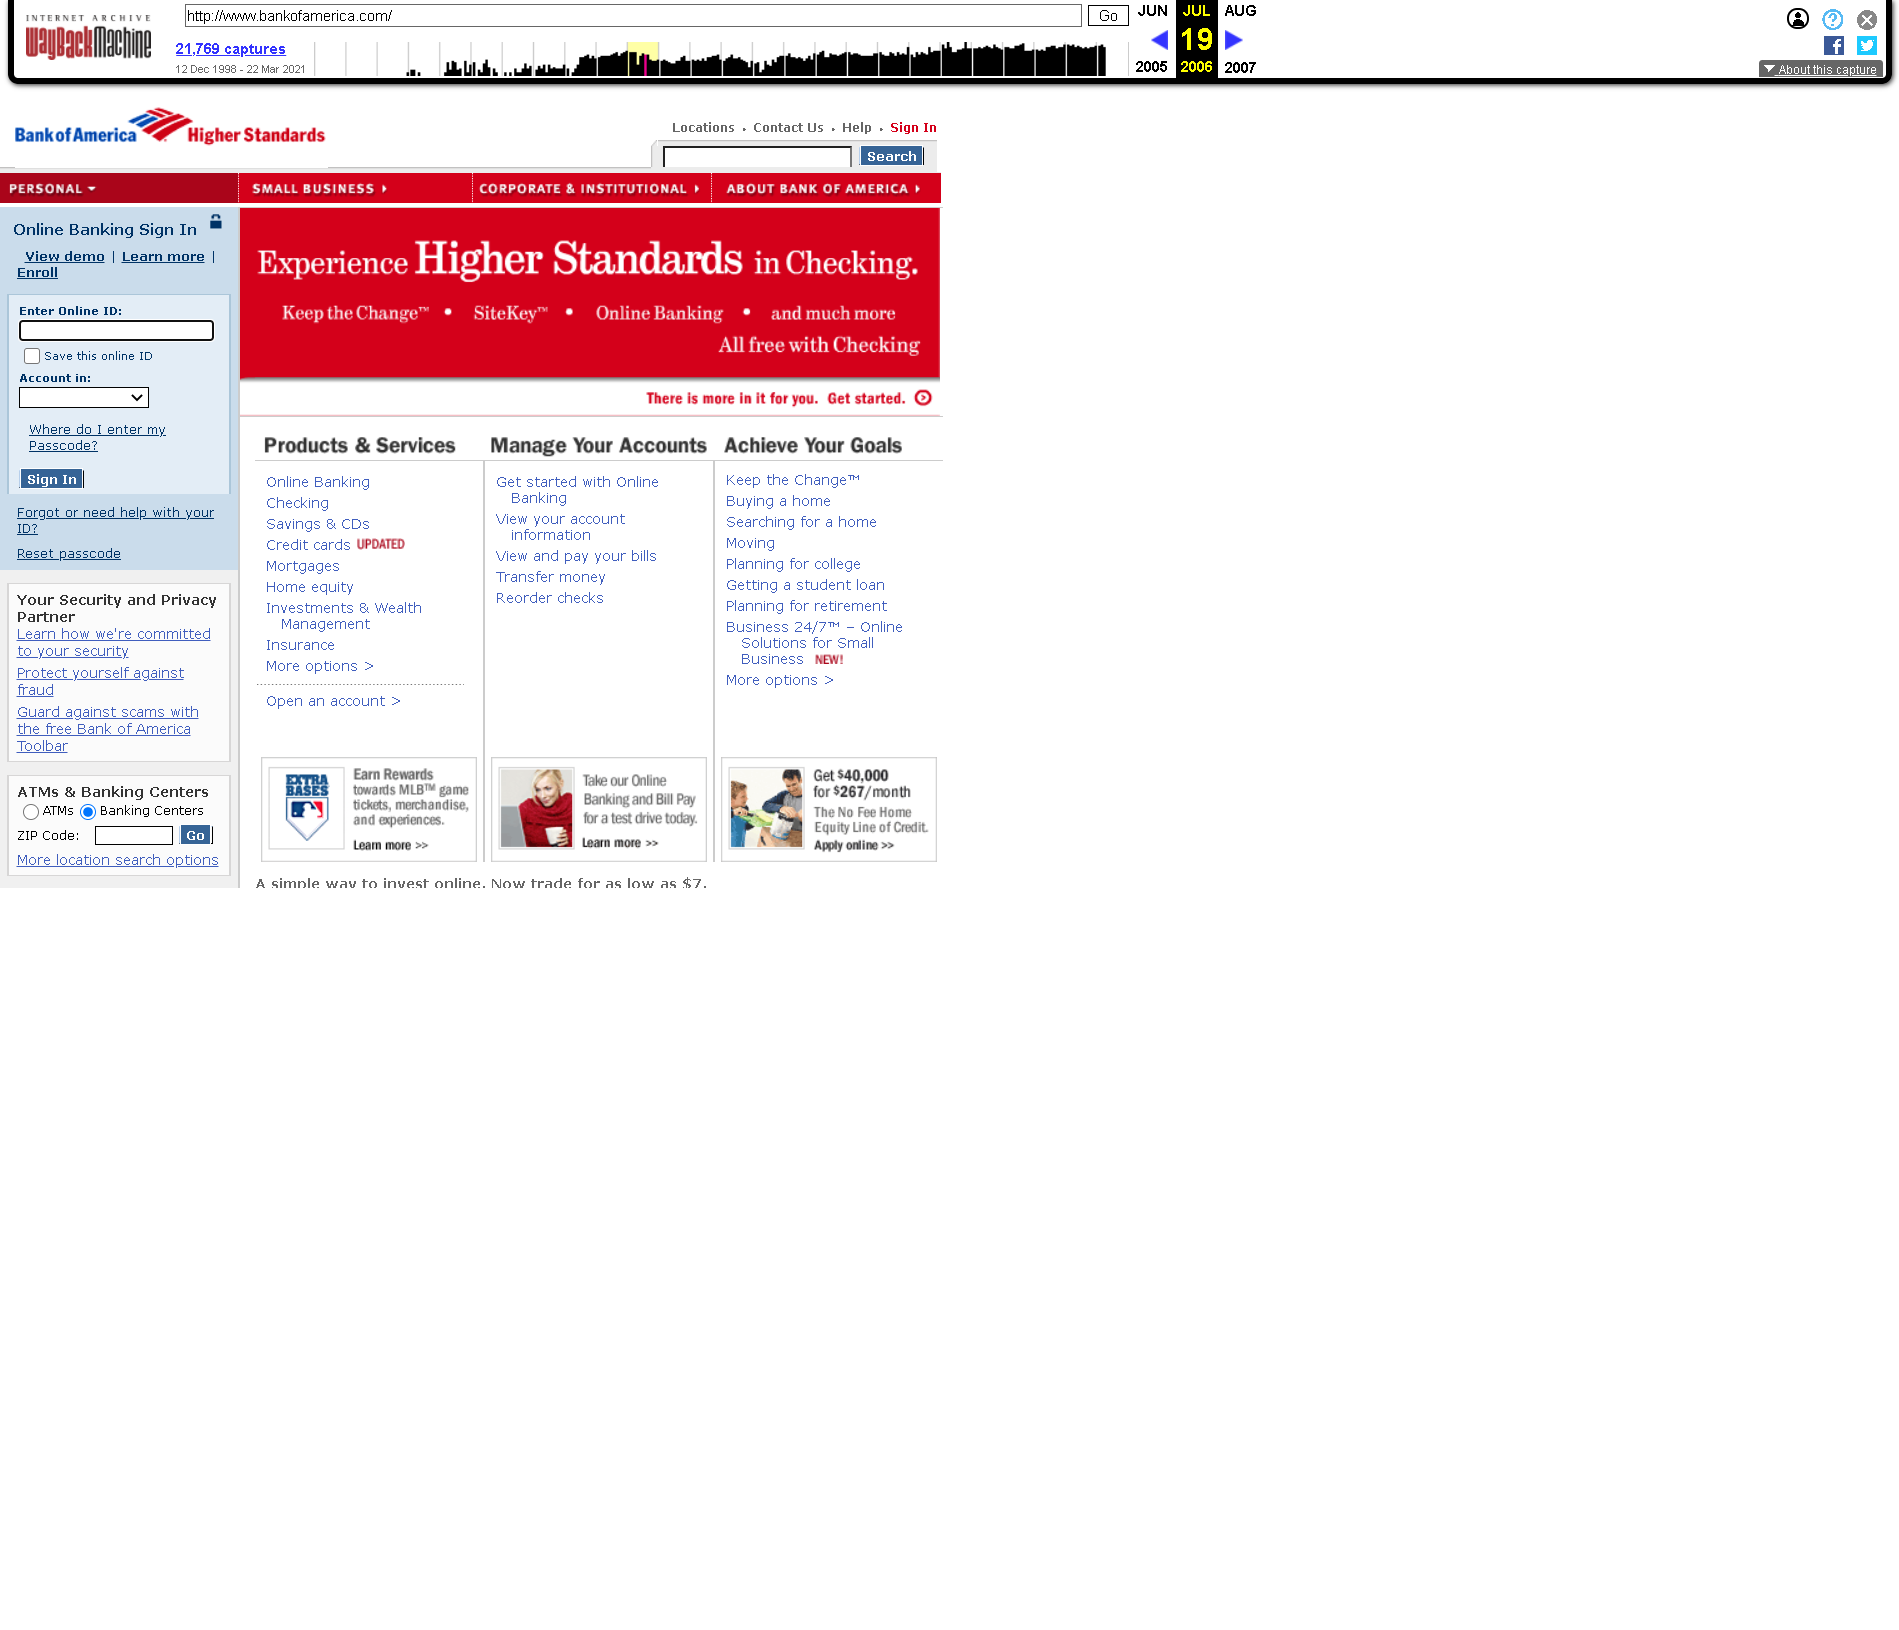 INTERNET ARCHIVE
WayBackMachine
http://www.bankofamerica.com/
Go
JUN JUL AUG
21,769 captures
19
12 Dec 1998 - 22 Mar 2021
2005 2006 2007
About this capture
Bank of America Higher Standards
Locations • Contact Us • Help • Sign In
Search
PERSONAL
SMALL BUSINESS
CORPORATE & INSTITUTIONAL
ABOUT BANK OF AMERICA
Online Banking Sign In
View demo | Learn more |
Enroll
Enter Online ID:
Save this online ID
Account in:
Where do I enter my
Passcode?
Sign In
Forgot or need help with your
ID?
Reset passcode
Your Security and Privacy
Partner
Learn how we're committed
to your security
Protect yourself against
fraud
Guard against scams with
the free Bank of America
Toolbar
ATMs & Banking Centers
ATMs Banking Centers
ZIP Code: Go
More location search options
Experience Higher Standards in Checking.
Keep the Change™ • SiteKey™ • Online Banking • and much more
All free with Checking
There is more in it for you. Get started.
Products & Services
Online Banking
Checking
Savings & CDs
Credit cards UPDATED
Mortgages
Home equity
Investments & Wealth
Management
Insurance
More options >
Open an account >
Manage Your Accounts
Get started with Online
Banking
View your account
information
View and pay your bills
Transfer money
Reorder checks
Achieve Your Goals
Keep the Change™
Buying a home
Searching for a home
Moving
Planning for college
Getting a student loan
Planning for retirement
Business 24/7™ – Online
Solutions for Small
Business NEW!
More options >
EXTRA
BASES
Earn Rewards
towards MLB™ game
tickets, merchandise,
and experiences.
Learn more >>
Take our Online
Banking and Bill Pay
for a test drive today.
Learn more >>
Get $40,000
for $267/month
The No Fee Home
Equity Line of Credit.
Apply online >>
A simple way to invest online. Now trade for as low as $7.